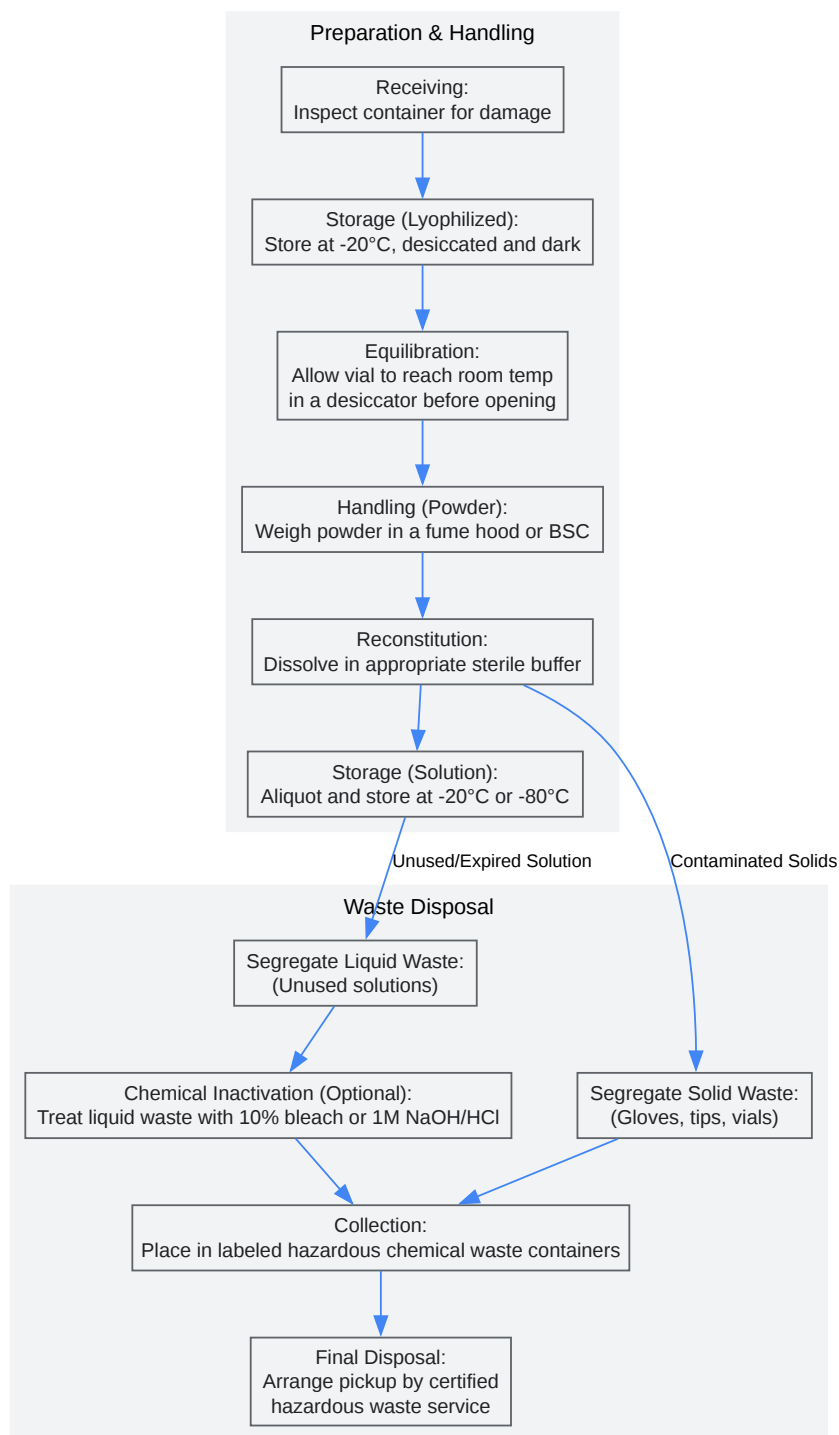 Preparation & Handling
Receiving:
Inspect container for damage
Storage (Lyophilized):
Store at -20°C, desiccated and dark
Equilibration:
Allow vial to reach room temp
in a desiccator before opening
Handling (Powder):
Weigh powder in a fume hood or BSC
Reconstitution:
Dissolve in appropriate sterile buffer
Storage (Solution):
Aliquot and store at -20°C or -80°C
Unused/Expired Solution
Contaminated Solids
Waste Disposal
Segregate Liquid Waste:
(Unused solutions)
Chemical Inactivation (Optional):
Treat liquid waste with 10% bleach or 1M NaOH/HCl
Segregate Solid Waste:
(Gloves, tips, vials)
Collection:
Place in labeled hazardous chemical waste containers
Final Disposal:
Arrange pickup by certified
hazardous waste service